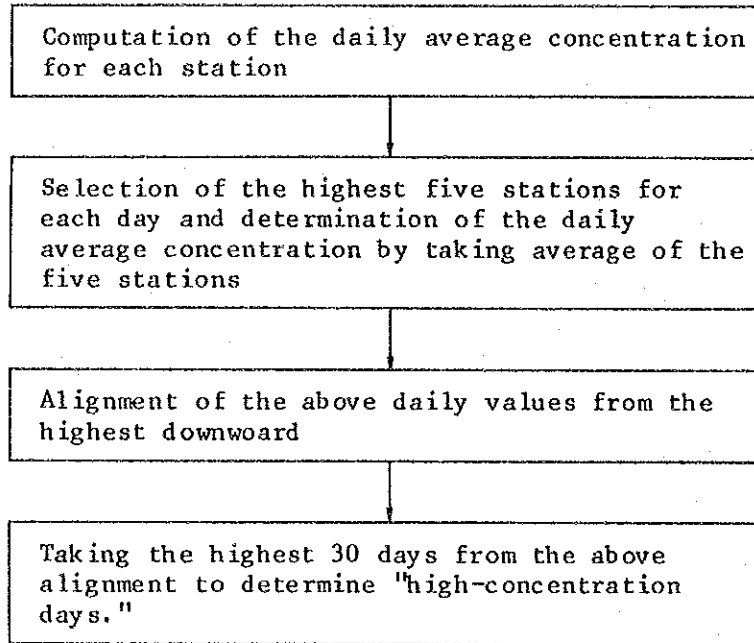 Computation of the daily average concentration
for each station
Selection of the highest five stations for
each day and determination of the daily
average concentration by taking average of the
five stations
Alignment of the above daily values from the
highest downwoard
Taking the highest 30 days from the above
alignment to determine "high-concentration
days."